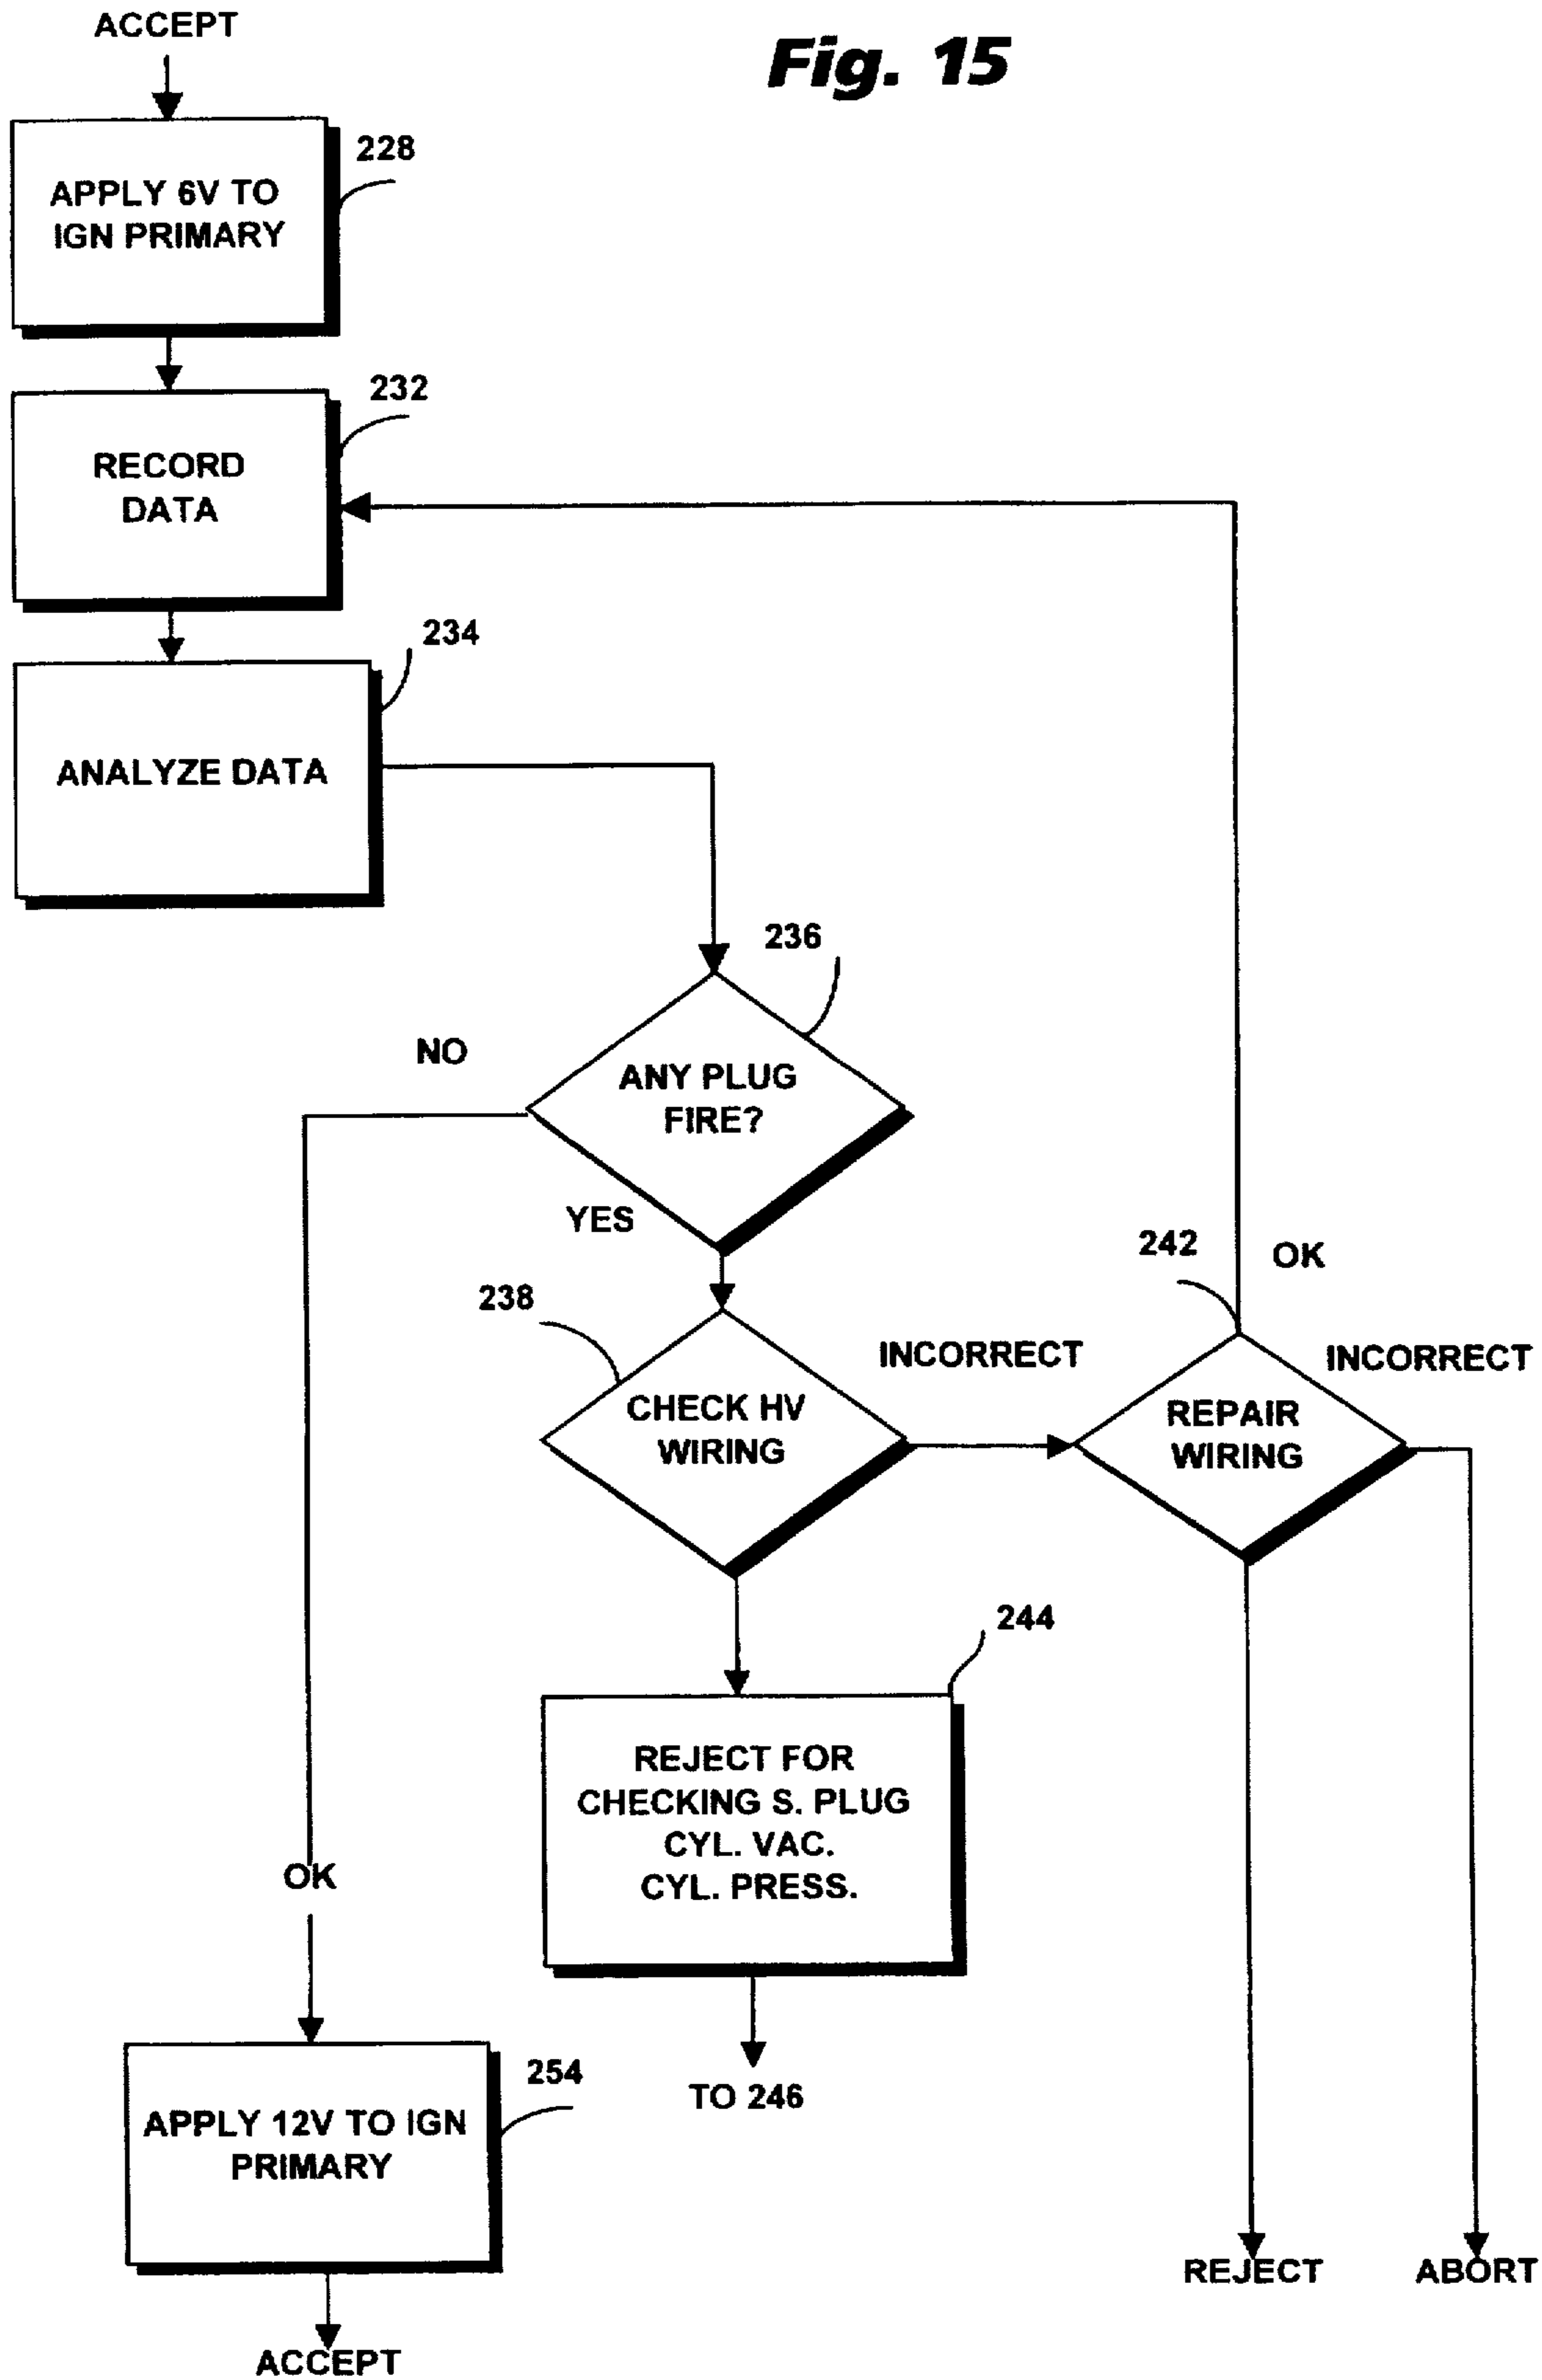 ACCEPT
Fig. 15
228
APPLY 6V TO
IGN PRIMARY
232
RECORD
DATA
234
ANALYZE DATA
236
NO
ANY PLUG
FIRE?
YES
242
OK
238
INCORRECT
INCORRECT
CHECK HV
WIRING
REPAIR
WIRING
244
REJECT FOR
CHECKING S. PLUG
CYL. VAC.
CYL. PRESS.
OK
254
TO 246
APPLY 12V TO IGN
PRIMARY
REJECT
ABORT
ACCEPT